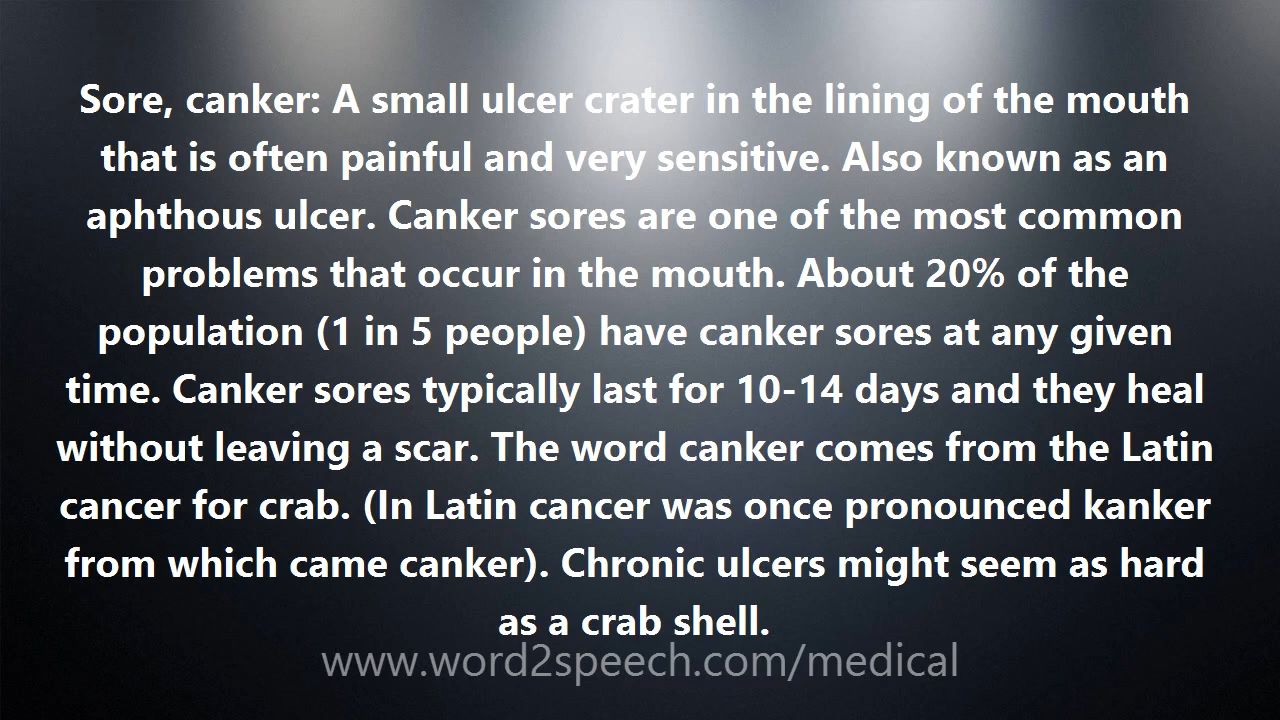 Sore, canker: A small ulcer crater in the lining of the mouth
that is often painful and very sensitive. Also known as an
aphthous ulcer. Canker sores are one of the most common
problems that occur in the mouth. About 20% of the
population (1 in 5 people) have canker sores at any given
time. Canker sores typically last for 10-14 days and they heal
without leaving a scar. The word canker comes from the Latin
cancer for crab. (In Latin cancer was once pronounced kanker
from which came canker). Chronic ulcers might seem as hard
as a crab shell.
www.word2speech.com/medical